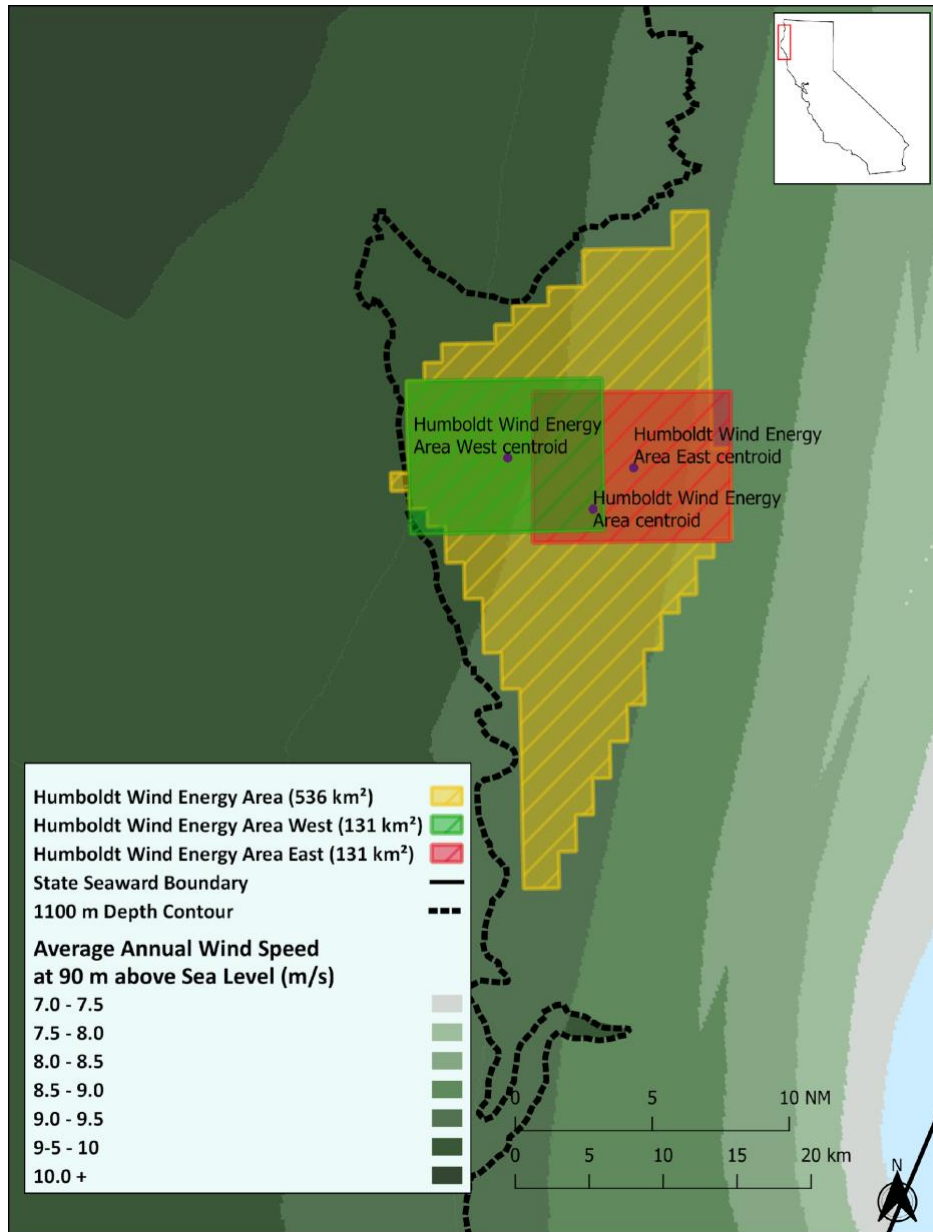 Humboldt Wind Energy
Area West centroid
Humboldt Wind Energy
Area East centroid
Humboldt Wind Energy
Area centroid
Humboldt Wind Energy Area (536 km²)
Humboldt Wind Energy Area West (131 km²)
Humboldt Wind Energy Area East (131 km²)
State Seaward Boundary
1100 m Depth Contour
Average Annual Wind Speed
at 90 m above Sea Level (m/s)
7.0 - 7.5
7.5 - 8.0
8.0 - 8.5
8.5 - 9.0
9.0 - 9.5
9-5 - 10
10.0 +
0 5 10 NM
0 5 10 15 20 km
N